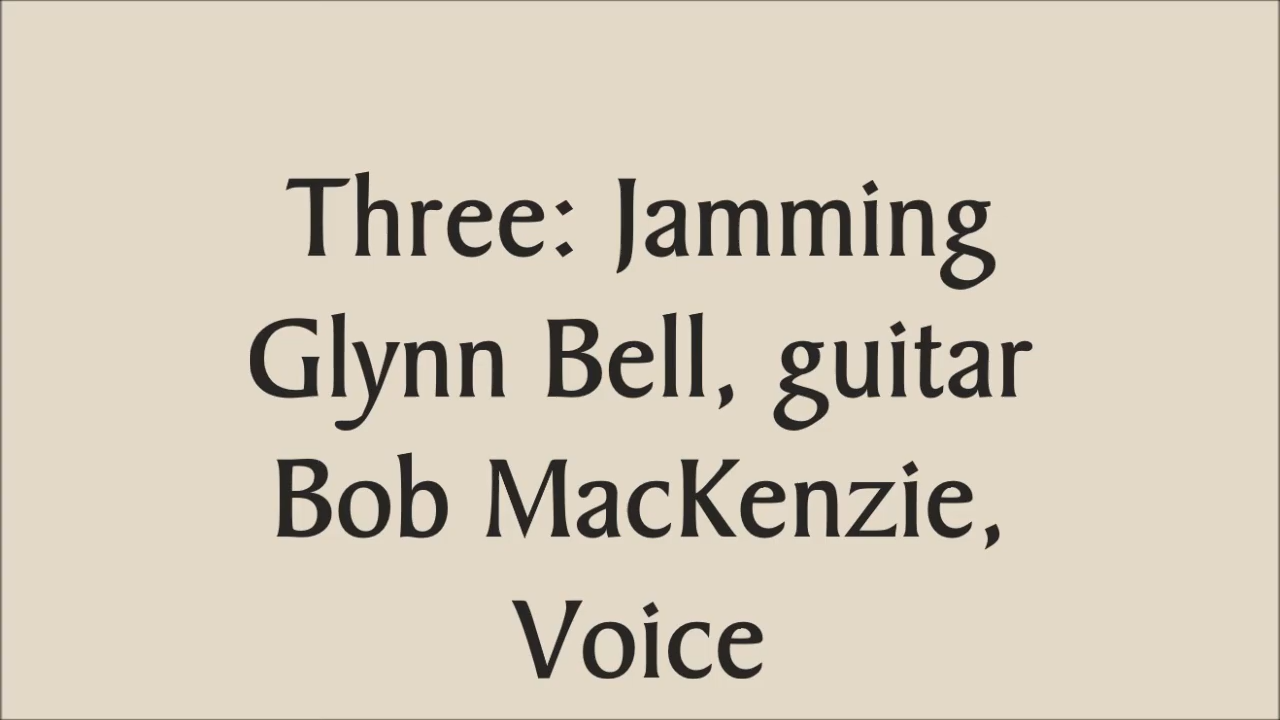 Three: Jamming
Glynn Bell, guitar
Bob MacKenzie,
Voice